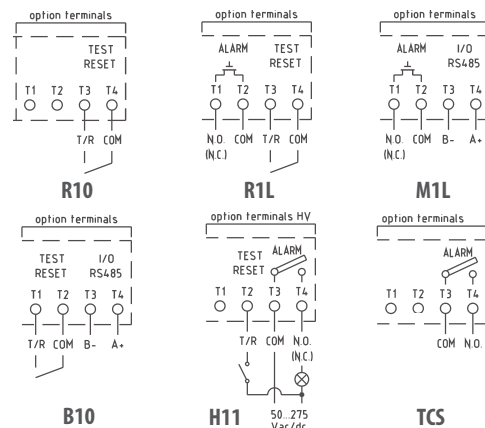 option terminals
TEST
RESET
T1 T2 T3 T4
T/R COM
R10
option terminals
ALARM TEST
RESET
T1 T2 T3 T4
N.O. COM T/R COM
(N.C.)
R1L
option terminals
ALARM I/O
RS485
T1 T2 T3 T4
N.O. COM B- A+
(N.C.)
M1L
option terminals
TEST I/O
RESET RS485
T1 T2 T3 T4
T/R COM B- A+
B10
option terminals HV
TEST ALARM
RESET
T1 T2 T3 T4
T/R COM N.O.
(N.C.)
50...275
Vac/dc
H11
option terminals
ALARM
T1 T2 T3 T4
COM N.O.
TCS